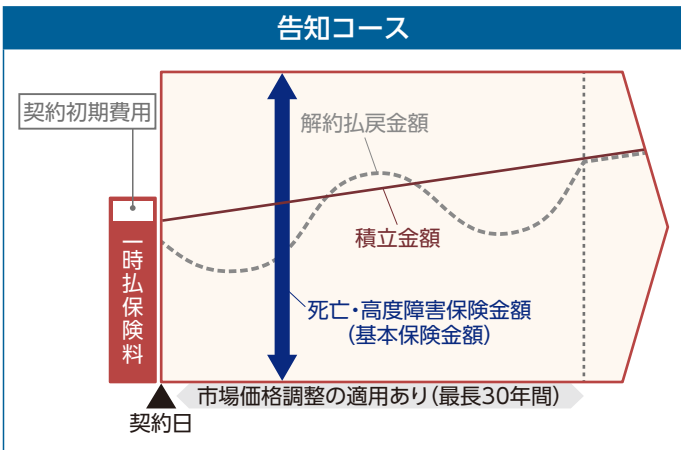 告知コース
契約初期費用
解約払戻金額
積立金額
一時払保険料
死亡・高度障害保険金額
(基本保険金額)
市場価格調整の適用あり(最長30年間)
契約日